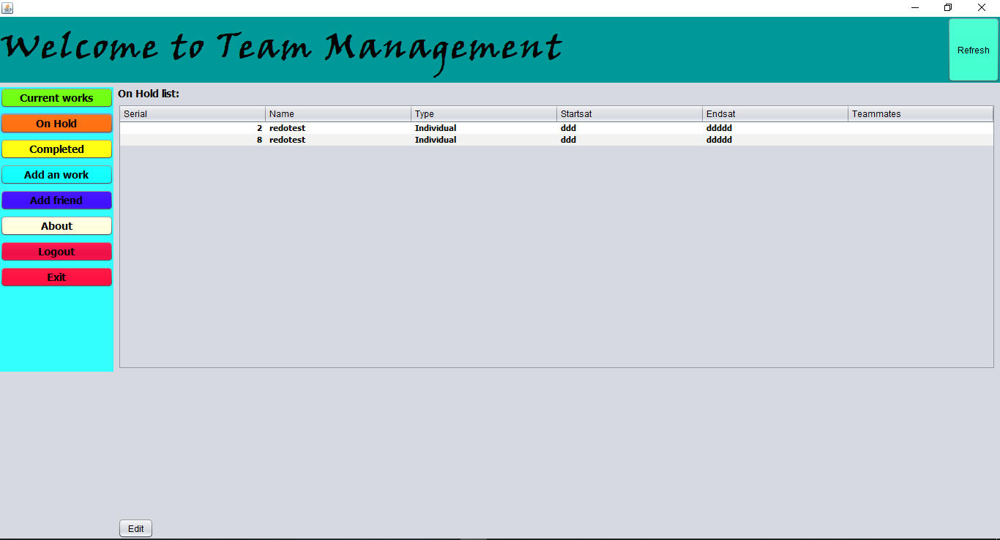 Welcome to Team Management
Refresh
Current works
On Hold
Completed
Add an work
Add friend
About
Logout
Exit
On Hold list:
Serial Name Type Startsat Endsat Teammates
2 redotest Individual ddd ddddd
8 redotest Individual ddd ddddd
Edit